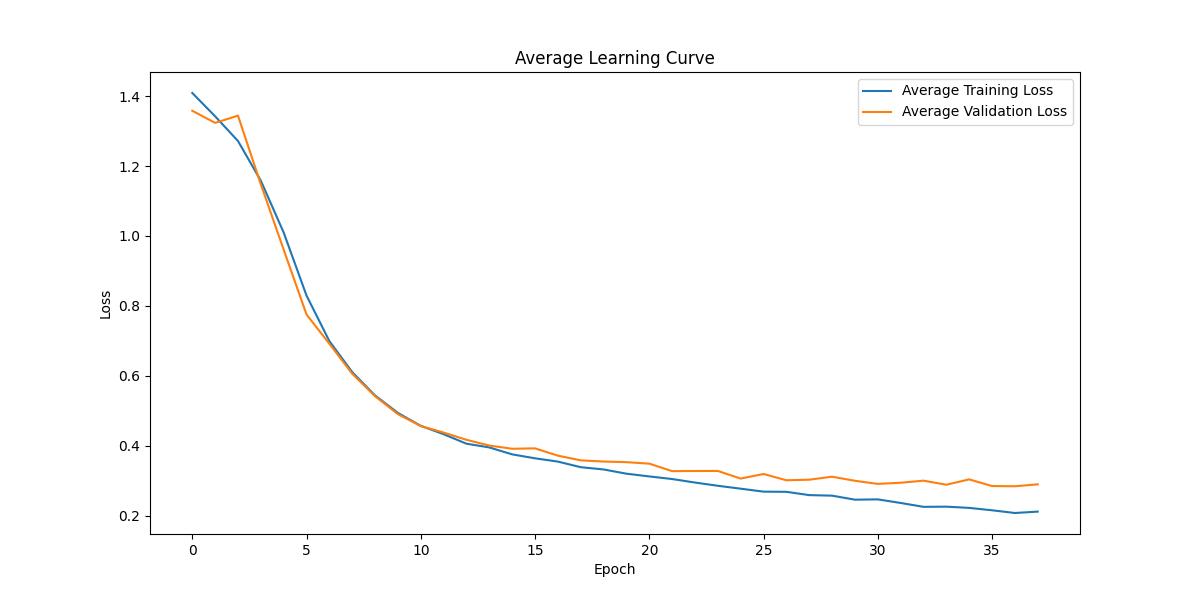 Average Learning Curve
Average Training Loss
Average Validation Loss
1.4
1.2
1.0
0.8
0.6
0.4
0.2
Loss
0 5 10 15 20 25 30 35
Epoch